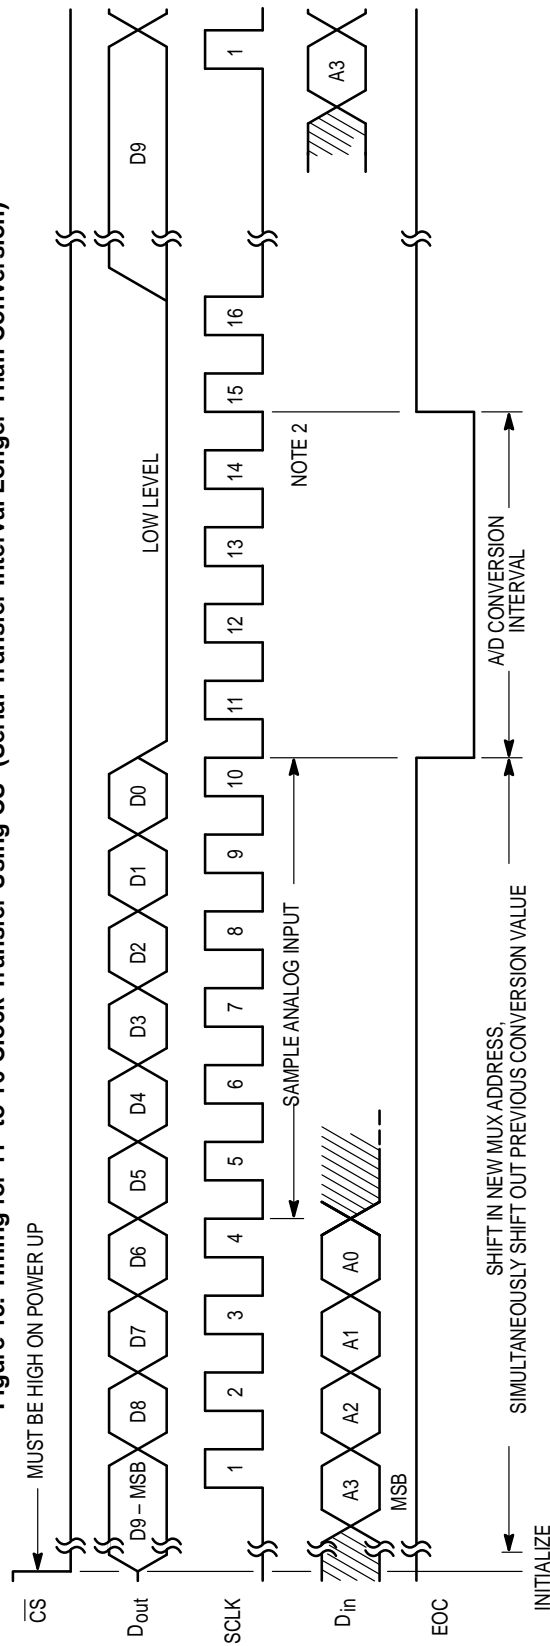 Timing for 11- to 16-Clock Transfer Using CS* (Serial Transfer Interval Longer Than Conversion)
MUST BE HIGH ON POWER UP
CS
Dout D9 – MSB D8 D7 D6 D5 D4 D3 D2 D1 D0 LOW LEVEL D9
SCLK 1 2 3 4 5 6 7 8 9 10 11 12 13 14 15 16 1
SAMPLE ANALOG INPUT
NOTE 2
Din A3 A2 A1 A0 A3
MSB
EOC
SHIFT IN NEW MUX ADDRESS,
SIMULTANEOUSLY SHIFT OUT PREVIOUS CONVERSION VALUE
A/D CONVERSION
INTERVAL
INITIALIZE